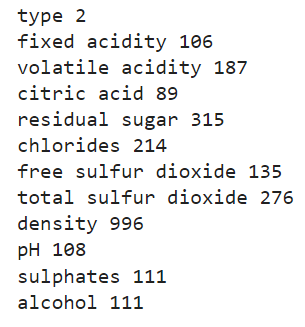 type 2
fixed acidity 106
volatile acidity 187
citric acid 89
residual sugar 315
chlorides 214
free sulfur dioxide 135
total sulfur dioxide 276
density 996
pH 108
sulphates 111
alcohol 111